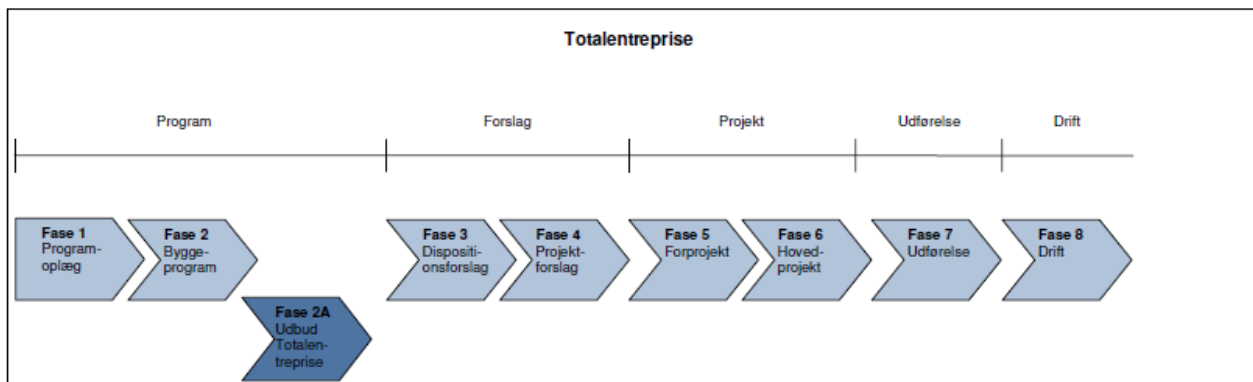 Totalentreprise
Program
Forslag
Projekt
Udførelse
Drift
Fase 1
Program-
oplæg
Fase 2
Bygge-
program
Fase 2A
Udbud
Totalen-
treprise
Fase 3
Dispositi-
onsforslag
Fase 4
Projekt-
forslag
Fase 5
Forprojekt
Fase 6
Hoved-
projekt
Fase 7
Udførelse
Fase 8
Drift